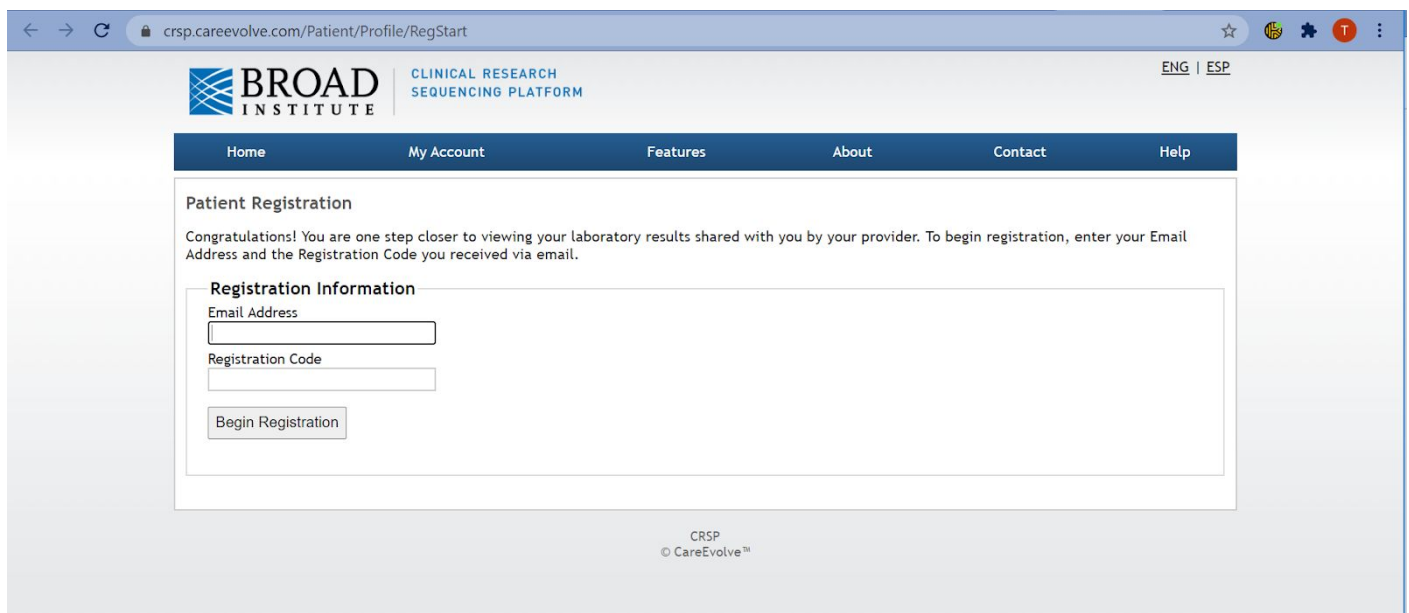 crsp.careevolve.com/Patient/Profile/RegStart
T
BROAD
INSTITUTE
CLINICAL RESEARCH
SEQUENCING PLATFORM
ENG | ESP
Home My Account Features About Contact Help
Patient Registration
Congratulations! You are one step closer to viewing your laboratory results shared with you by your provider. To begin registration, enter your Email
Address and the Registration Code you received via email.
Registration Information
Email Address
Registration Code
Begin Registration
CRSP
© CareEvolve™